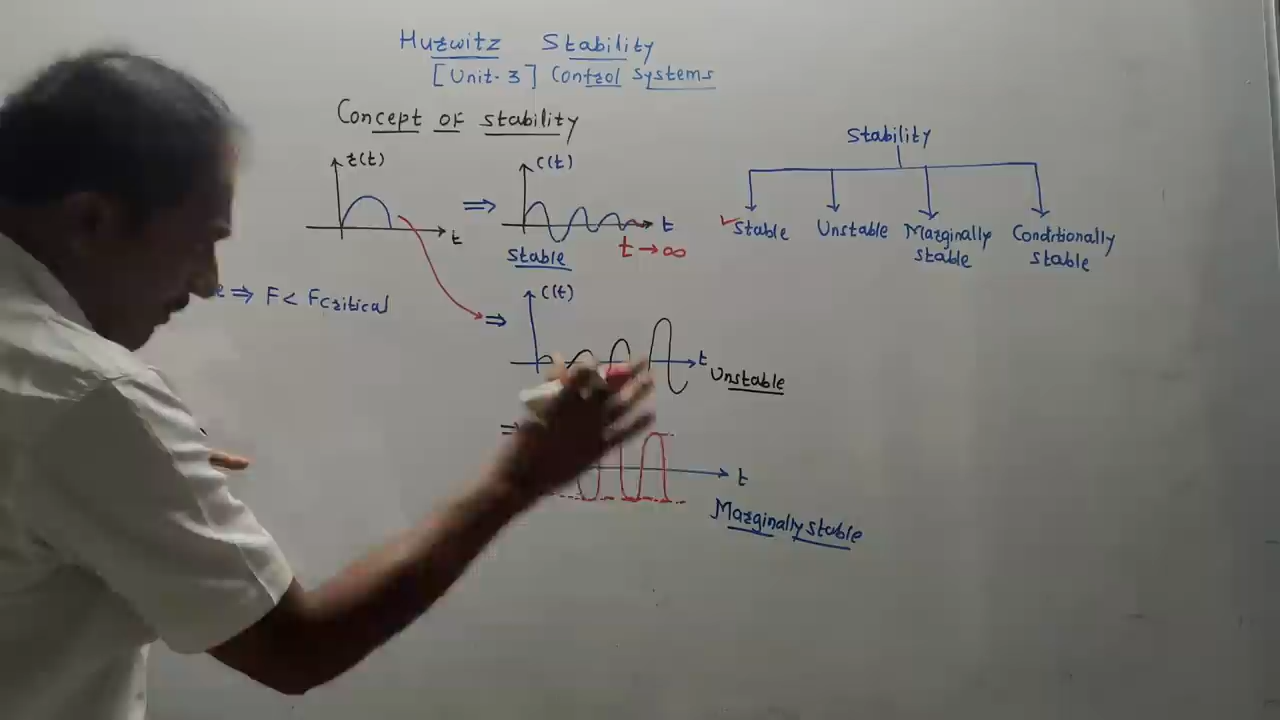 Hurwitz Stability
[Unit-3] Control Systems
Concept of stability
r(t)
t
⇒
C(t)
t
Stable
t → ∞
⇒ F < Fcritical
⇒
C(t)
t
Unstable
⇒
t
Marginally stable
Stability
✓ Stable
Unstable
Marginally
stable
Conditionally
stable